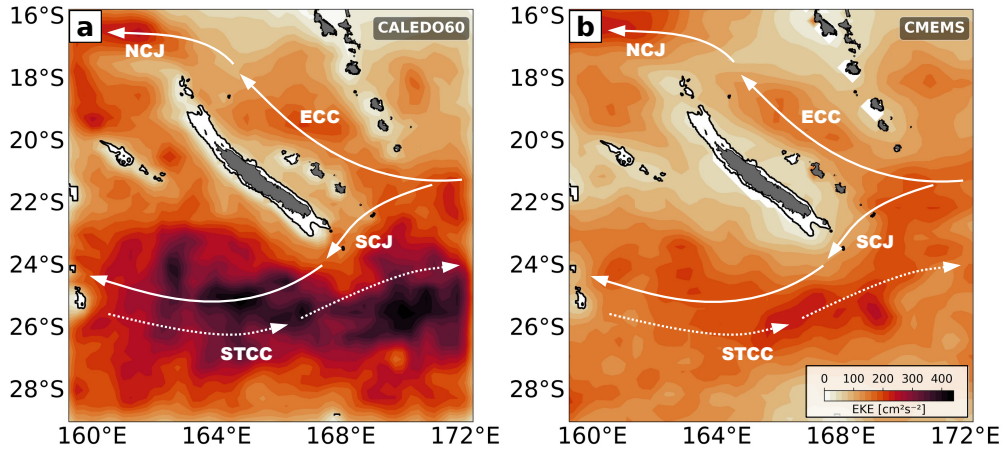 a
CALEDO60
NCJ
ECC
SCJ
STCC
16°S
18°S
20°S
22°S
24°S
26°S
28°S
160°E 164°E 168°E 172°E
b
CMEMS
NCJ
ECC
SCJ
STCC
16°S
18°S
20°S
22°S
24°S
26°S
28°S
0 100 200 300 400
EKE [cm²s⁻²]
160°E 164°E 168°E 172°E